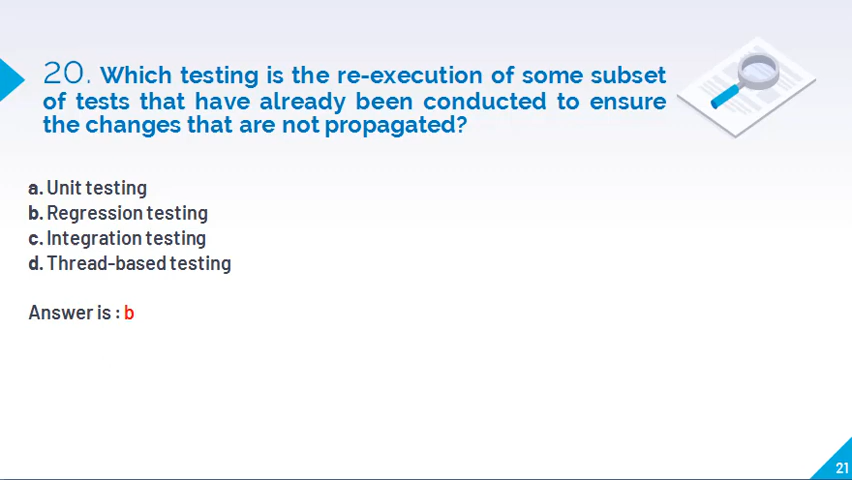 20. Which testing is the re-execution of some subset
of tests that have already been conducted to ensure
the changes that are not propagated?
a. Unit testing
b. Regression testing
c. Integration testing
d. Thread-based testing
Answer is : b
21